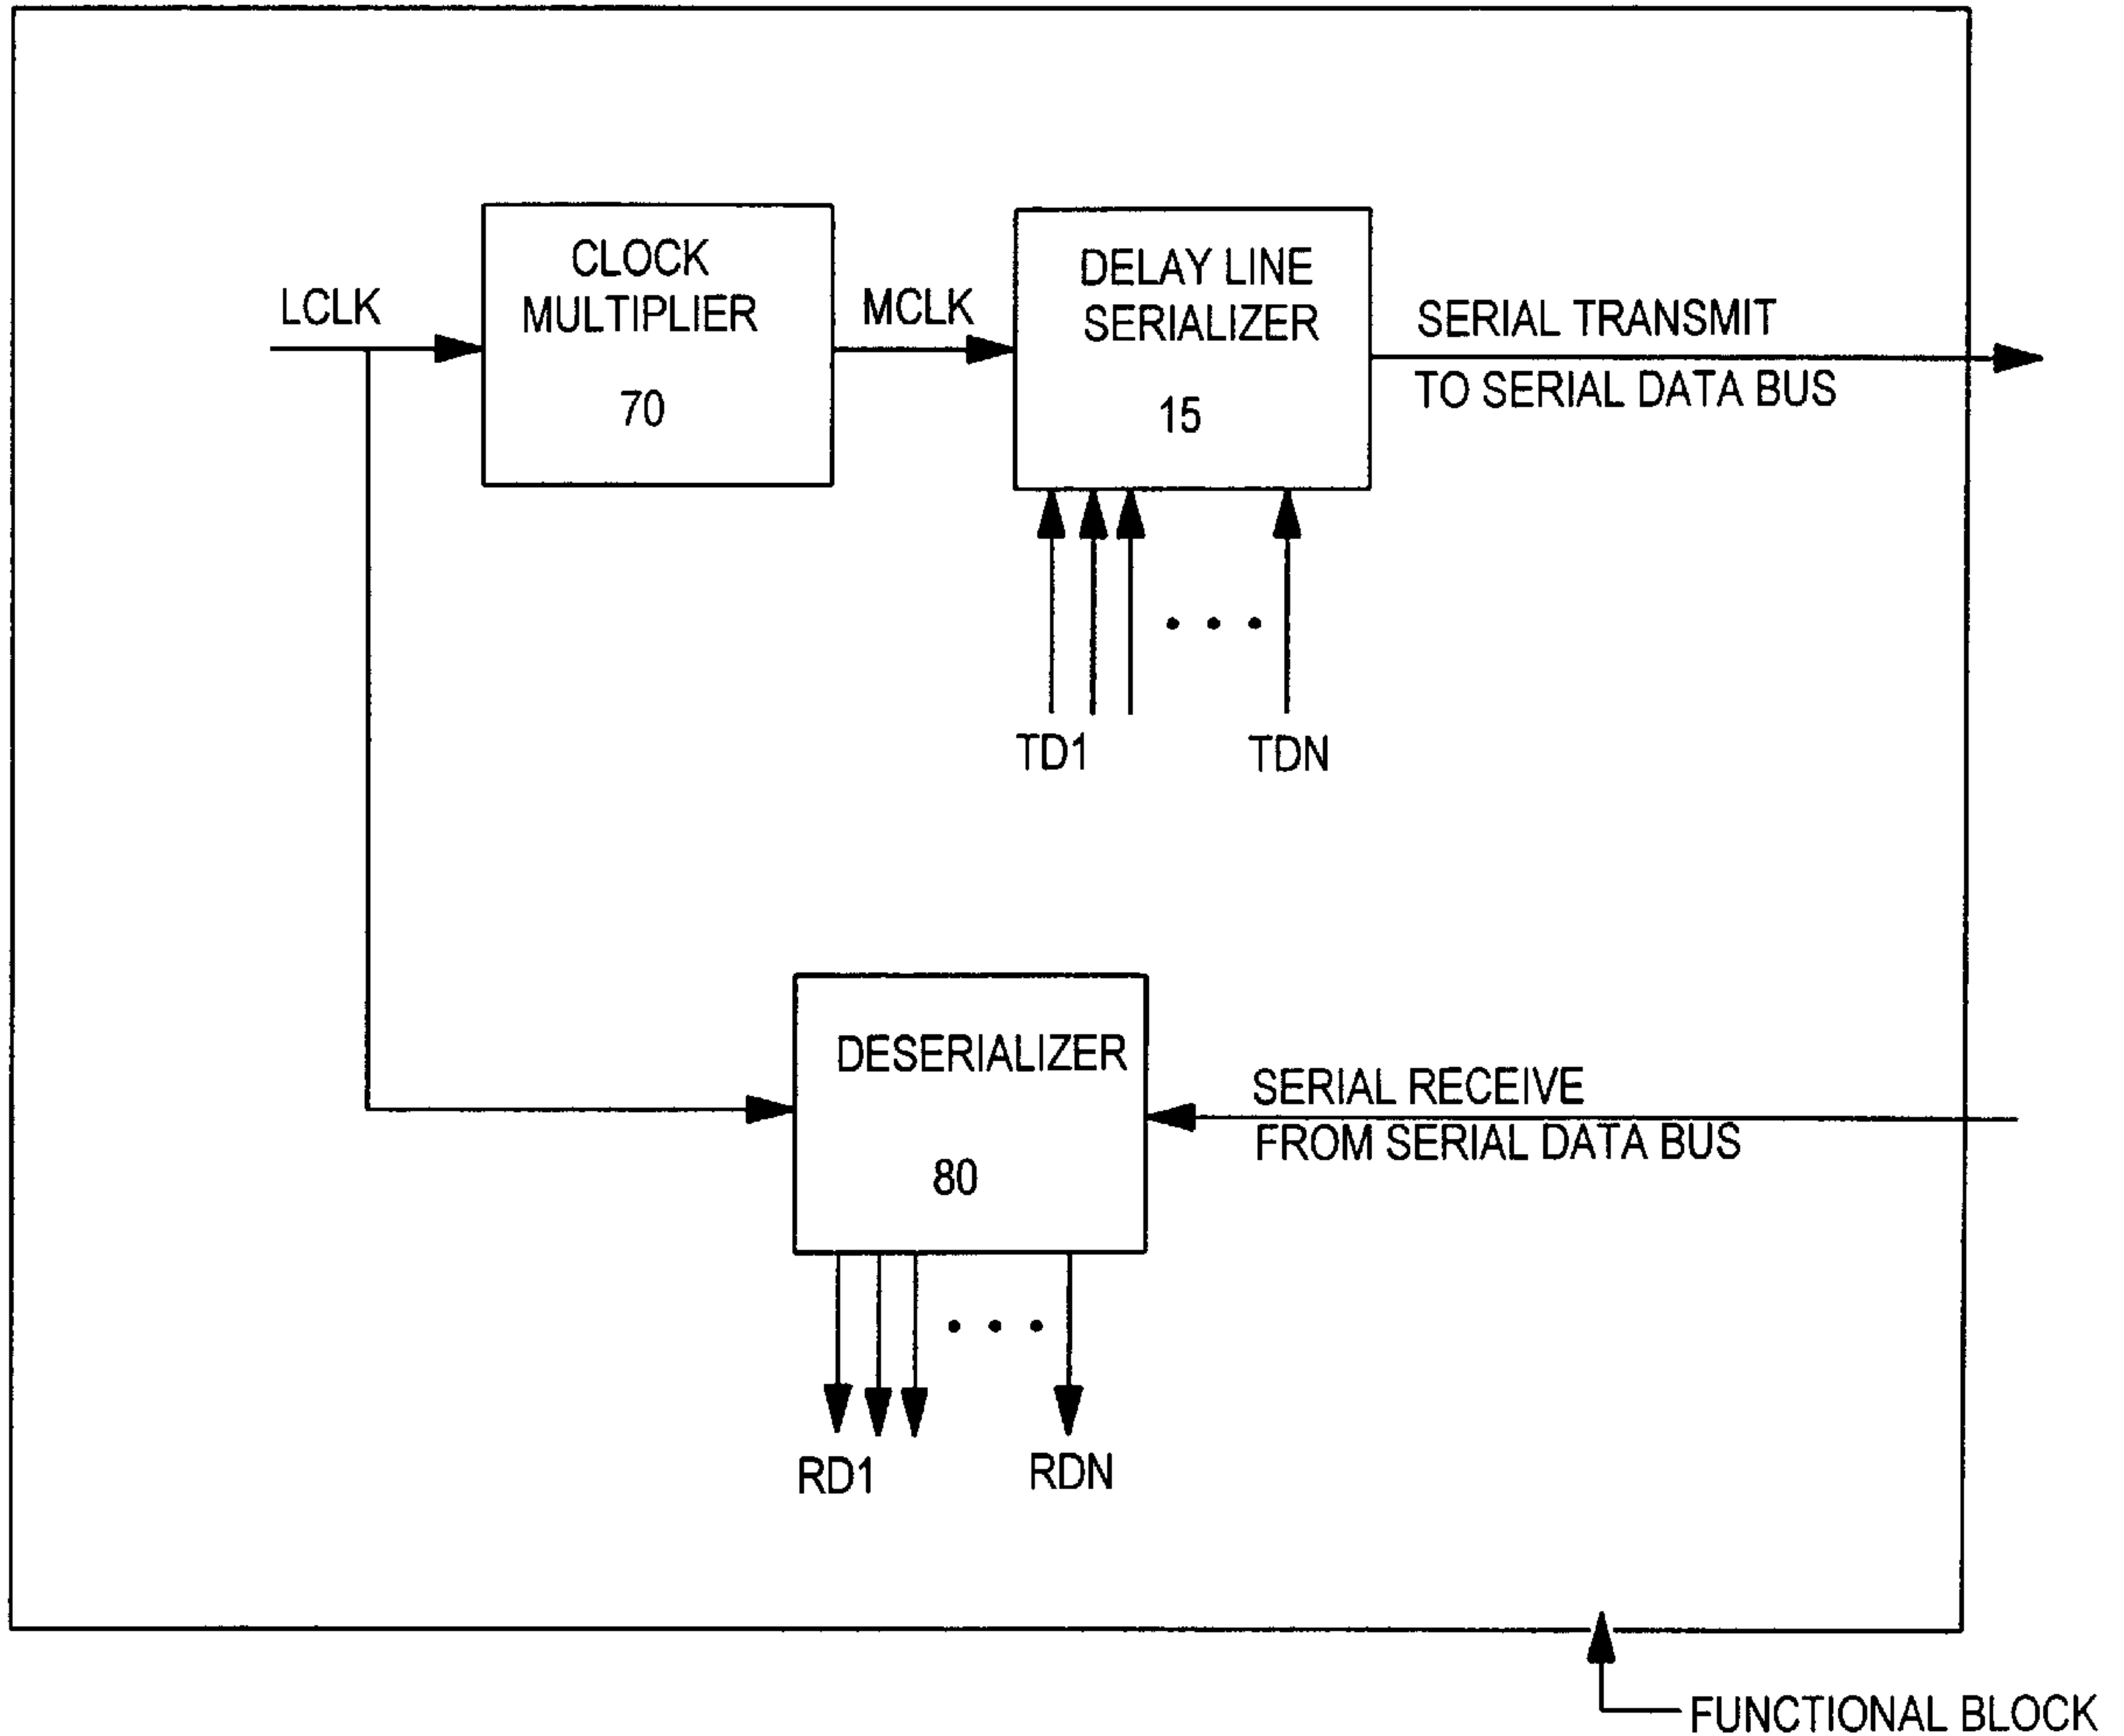 LCLK
CLOCK
MULTIPLIER
70
MCLK
DELAY LINE
SERIALIZER
15
SERIAL TRANSMIT
TO SERIAL DATA BUS
TD1
TDN
DESERIALIZER
80
SERIAL RECEIVE
FROM SERIAL DATA BUS
RD1
RDN
FUNCTIONAL BLOCK